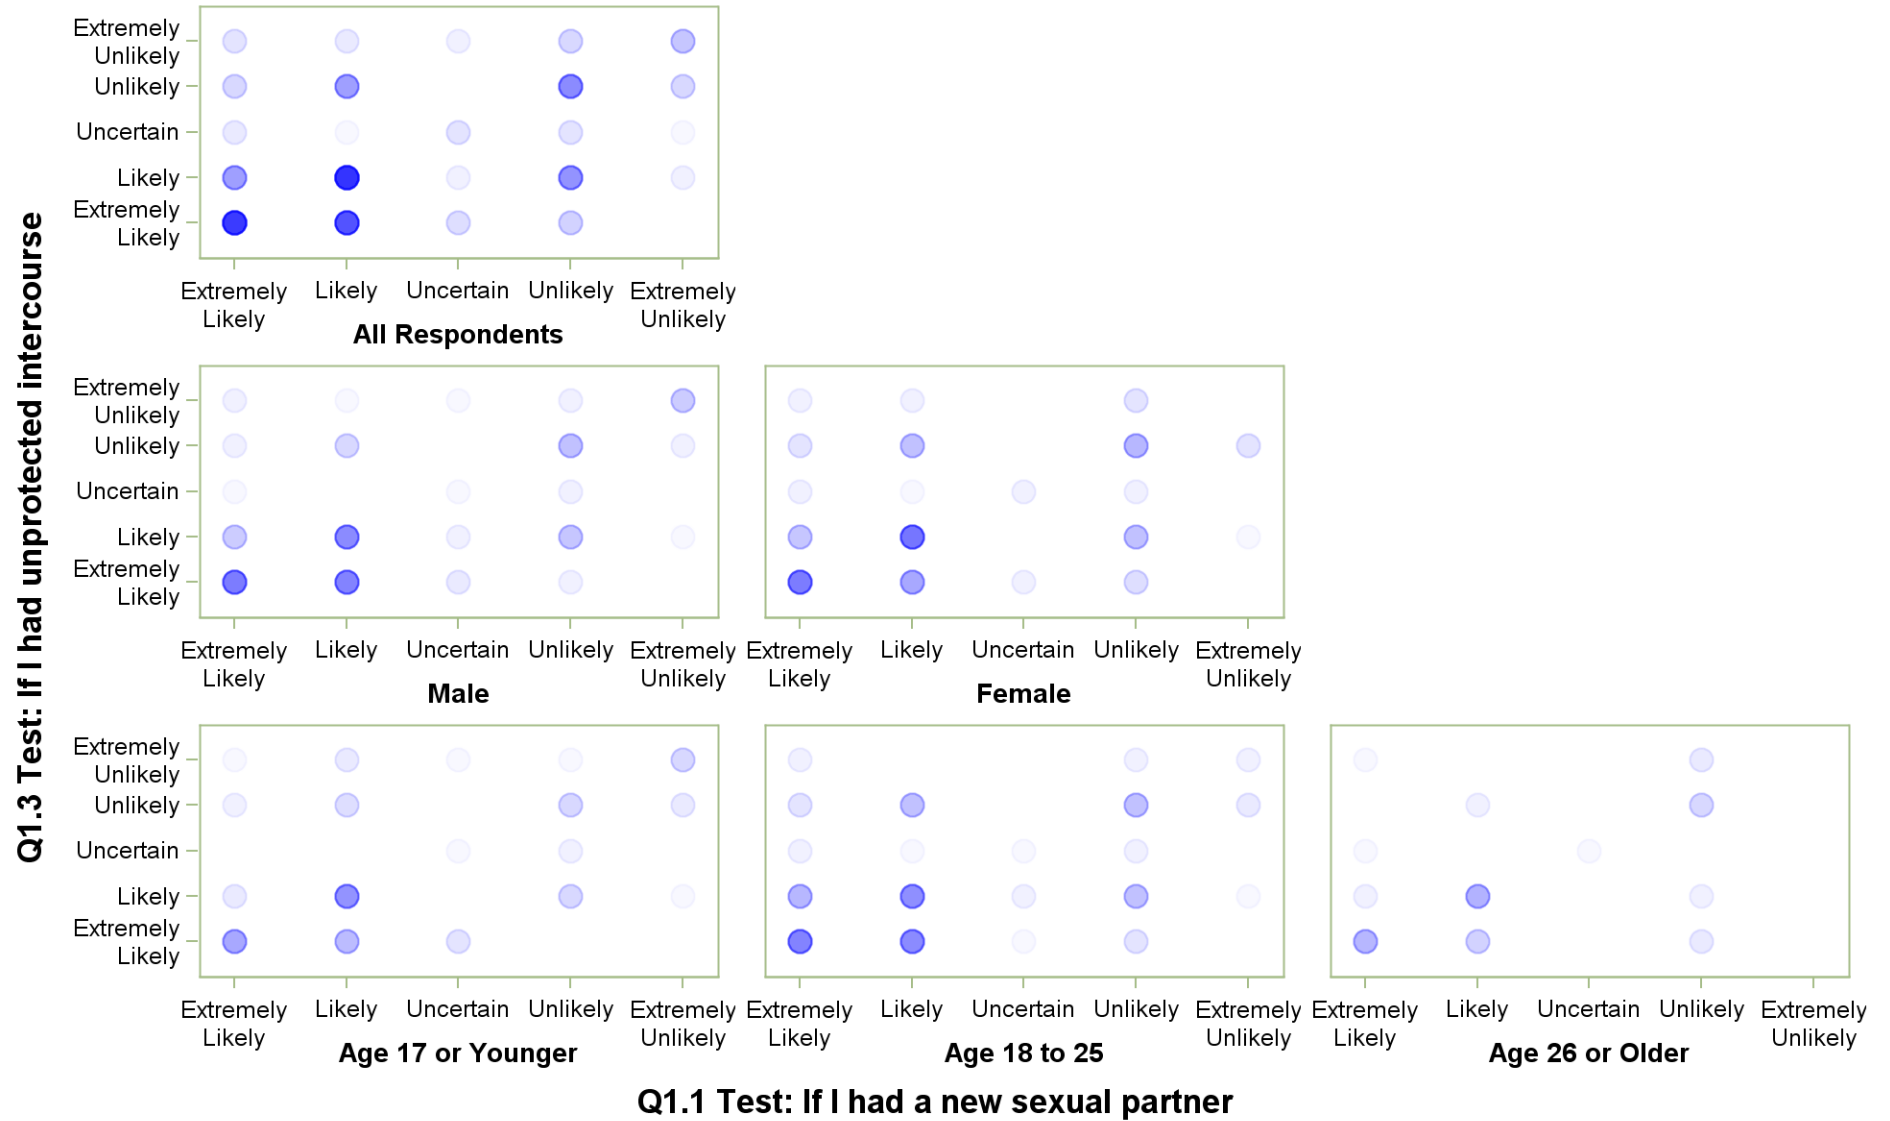 Q1.3 Test: If I had unprotected intercourse
Extremely
Unlikely
Unlikely
Uncertain
Likely
Extremely
Likely
Extremely Likely Uncertain Unlikely Extremely
Likely Unlikely
All Respondents
Extremely
Unlikely
Unlikely
Uncertain
Likely
Extremely
Likely
Extremely Likely Uncertain Unlikely Extremely Extremely Likely Uncertain Unlikely Extremely
Likely Unlikely Likely Unlikely
Male Female
Extremely
Unlikely
Unlikely
Uncertain
Likely
Extremely
Likely
Extremely Likely Uncertain Unlikely Extremely Extremely Likely Uncertain Unlikely Extremely Extremely Likely Uncertain Unlikely Extremely
Likely Unlikely Likely Unlikely Likely Unlikely
Age 17 or Younger Age 18 to 25 Age 26 or Older
Q1.1 Test: If I had a new sexual partner